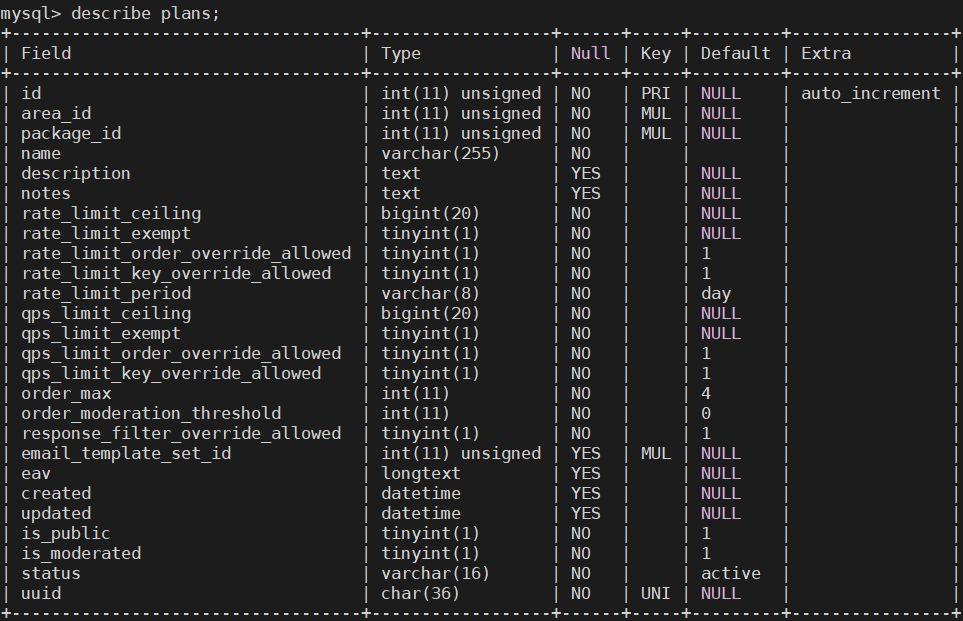 mysql> describe plans;
+-----------------------------------+------------------+------+-----+---------+----------------+
| Field                             | Type             | Null | Key | Default | Extra          |
+-----------------------------------+------------------+------+-----+---------+----------------+
| id                                | int(11) unsigned | NO   | PRI | NULL    | auto_increment |
| area_id                           | int(11) unsigned | NO   | MUL | NULL    |                |
| package_id                        | int(11) unsigned | NO   | MUL | NULL    |                |
| name                              | varchar(255)     | NO   |     |         |                |
| description                       | text             | YES  |     | NULL    |                |
| notes                             | text             | YES  |     | NULL    |                |
| rate_limit_ceiling                | bigint(20)       | NO   |     | NULL    |                |
| rate_limit_exempt                 | tinyint(1)       | NO   |     | NULL    |                |
| rate_limit_order_override_allowed | tinyint(1)       | NO   |     | 1       |                |
| rate_limit_key_override_allowed   | tinyint(1)       | NO   |     | 1       |                |
| rate_limit_period                 | varchar(8)       | NO   |     | day     |                |
| qps_limit_ceiling                 | bigint(20)       | NO   |     | NULL    |                |
| qps_limit_exempt                  | tinyint(1)       | NO   |     | NULL    |                |
| qps_limit_order_override_allowed  | tinyint(1)       | NO   |     | 1       |                |
| qps_limit_key_override_allowed    | tinyint(1)       | NO   |     | 1       |                |
| order_max                         | int(11)          | NO   |     | 4       |                |
| order_moderation_threshold        | int(11)          | NO   |     | 0       |                |
| response_filter_override_allowed  | tinyint(1)       | NO   |     | 1       |                |
| email_template_set_id             | int(11) unsigned | YES  | MUL | NULL    |                |
| eav                               | longtext         | YES  |     | NULL    |                |
| created                           | datetime         | YES  |     | NULL    |                |
| updated                           | datetime         | YES  |     | NULL    |                |
| is_public                         | tinyint(1)       | NO   |     | 1       |                |
| is_moderated                      | tinyint(1)       | NO   |     | 1       |                |
| status                            | varchar(16)      | NO   |     | active  |                |
| uuid                              | char(36)         | NO   | UNI | NULL    |                |
+-----------------------------------+------------------+------+-----+---------+----------------+